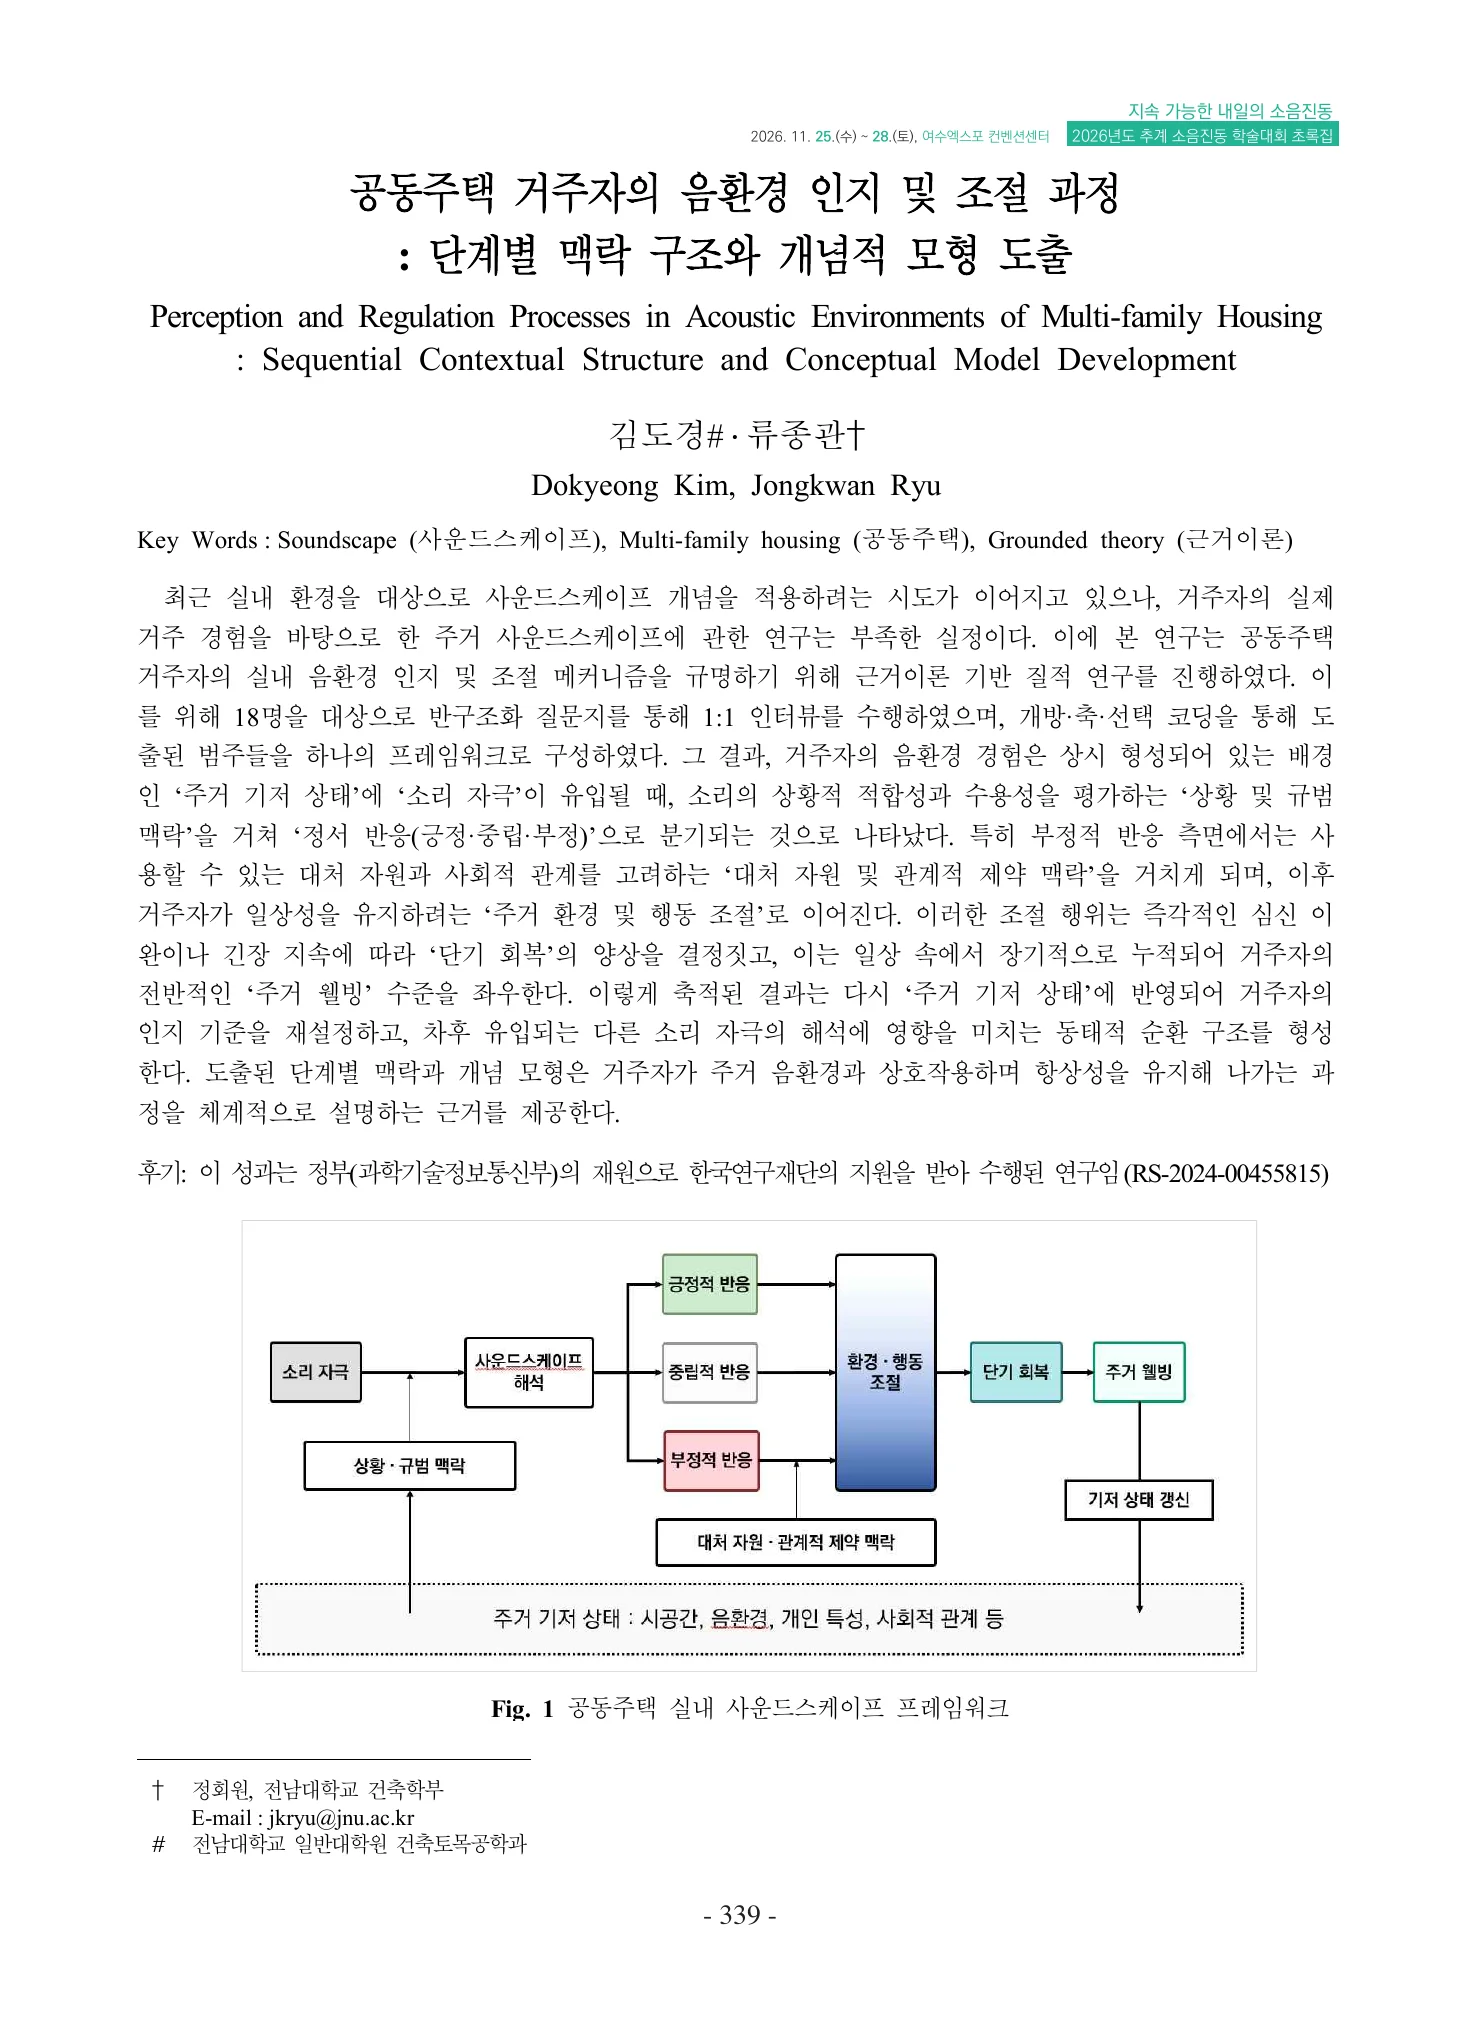 지속 가능한 내일의 소음진동
2026. 11. 25.(수) ~ 28.(토), 여수엑스포 컨벤션센터 2026년도 추계 소음진동 학술대회 초록집
공동주택 거주자의 음환경 인지 및 조절 과정
: 단계별 맥락 구조와 개념적 모형 도출
Perception and Regulation Processes in Acoustic Environments of Multi-family Housing
: Sequential Contextual Structure and Conceptual Model Development
김도경# · 류종관†
Dokyeong Kim, Jongkwan Ryu
Key Words : Soundscape (사운드스케이프), Multi-family housing (공동주택), Grounded theory (근거이론)
최근 실내 환경을 대상으로 사운드스케이프 개념을 적용하려는 시도가 이어지고 있으나, 거주자의 실제
거주 경험을 바탕으로 한 주거 사운드스케이프에 관한 연구는 부족한 실정이다. 이에 본 연구는 공동주택
거주자의 실내 음환경 인지 및 조절 메커니즘을 규명하기 위해 근거이론 기반 질적 연구를 진행하였다. 이
를 위해 18명을 대상으로 반구조화 질문지를 통해 1:1 인터뷰를 수행하였으며, 개방·축·선택 코딩을 통해 도
출된 범주들을 하나의 프레임워크로 구성하였다. 그 결과, 거주자의 음환경 경험은 상시 형성되어 있는 배경
인 ‘주거 기저 상태’에 ‘소리 자극’이 유입될 때, 소리의 상황적 적합성과 수용성을 평가하는 ‘상황 및 규범
맥락’을 거쳐 ‘정서 반응(긍정·중립·부정)’으로 분기되는 것으로 나타났다. 특히 부정적 반응 측면에서는 사
용할 수 있는 대처 자원과 사회적 관계를 고려하는 ‘대처 자원 및 관계적 제약 맥락’을 거치게 되며, 이후
거주자가 일상성을 유지하려는 ‘주거 환경 및 행동 조절’로 이어진다. 이러한 조절 행위는 즉각적인 심신 이
완이나 긴장 지속에 따라 ‘단기 회복’의 양상을 결정짓고, 이는 일상 속에서 장기적으로 누적되어 거주자의
전반적인 ‘주거 웰빙’ 수준을 좌우한다. 이렇게 축적된 결과는 다시 ‘주거 기저 상태’에 반영되어 거주자의
인지 기준을 재설정하고, 차후 유입되는 다른 소리 자극의 해석에 영향을 미치는 동태적 순환 구조를 형성
한다. 도출된 단계별 맥락과 개념 모형은 거주자가 주거 음환경과 상호작용하며 항상성을 유지해 나가는 과
정을 체계적으로 설명하는 근거를 제공한다.
후기: 이 성과는 정부(과학기술정보통신부)의 재원으로 한국연구재단의 지원을 받아 수행된 연구임(RS-2024-00455815)
긍정적 반응
소리 자극
사운드스케이프
해석
중립적 반응
환경 · 행동
조절
단기 회복
주거 웰빙
부정적 반응
상황 · 규범 맥락
기저 상태 갱신
대처 자원 · 관계적 제약 맥락
주거 기저 상태 : 시공간, 음환경, 개인 특성, 사회적 관계 등
Fig. 1 공동주택 실내 사운드스케이프 프레임워크
† 정회원, 전남대학교 건축학부
E-mail : jkryu@jnu.ac.kr
# 전남대학교 일반대학원 건축토목공학과
- 339 -